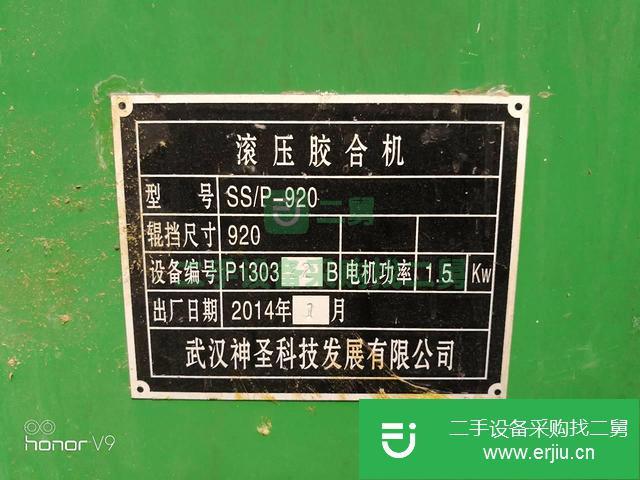 滚压胶合机
型 号 SS/P-920
辊挡尺寸 920
设备编号 P1303 2 B 电机功率 1.5 Kw
出厂日期 2014年 月
武汉神圣科技发展有限公司
二舅
honor V9
二手设备采购找二舅
www.erjiu.cn